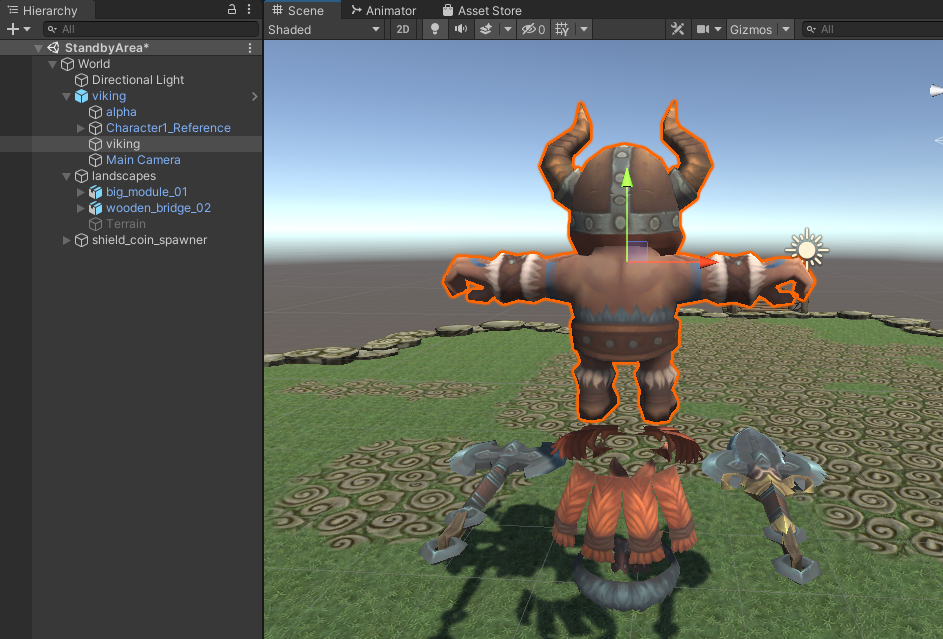 Hierarchy
All
StandbyArea*
World
Directional Light
viking
alpha
Character1_Reference
viking
Main Camera
landscapes
big_module_01
wooden_bridge_02
Terrain
shield_coin_spawner
Scene Animator Asset Store
Shaded 2D 0 Gizmos All